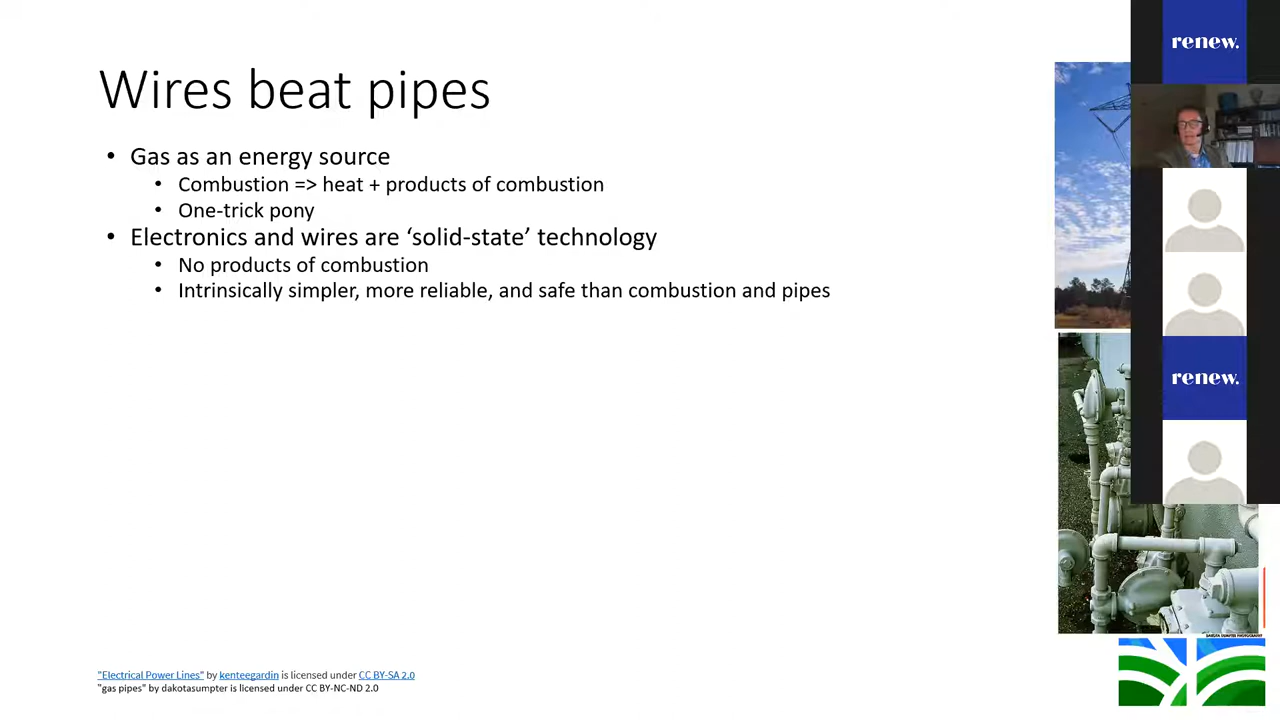 Wires beat pipes
• Gas as an energy source
• Combustion => heat + products of combustion
• One-trick pony
• Electronics and wires are ‘solid-state’ technology
• No products of combustion
• Intrinsically simpler, more reliable, and safe than combustion and pipes
renew.
renew.
DAKOTA SUMPTER PHOTOGRAPHY
"Electrical Power Lines" by kenteegardin is licensed under CC BY-SA 2.0
"gas pipes" by dakotasumpter is licensed under CC BY-NC-ND 2.0